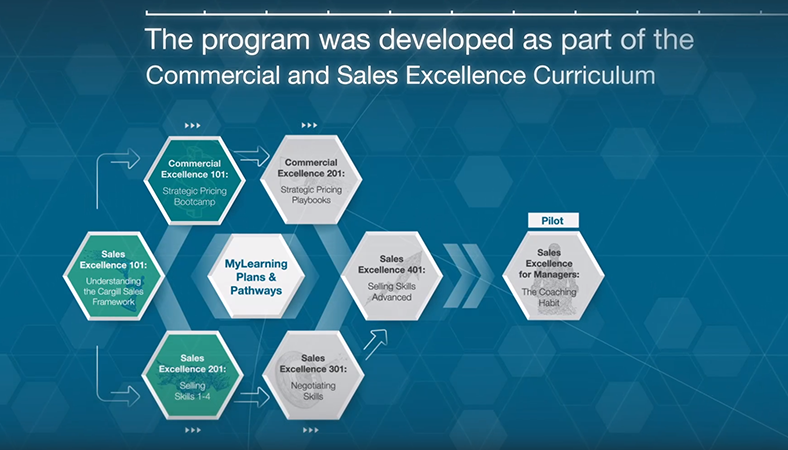 The program was developed as part of the
Commercial and Sales Excellence Curriculum
Commercial
Excellence 101:
Strategic Pricing
Bootcamp
Commercial
Excellence 201:
Strategic Pricing
Playbooks
Sales
Excellence 101:
Understanding
the Cargill Sales
Framework
MyLearning
Plans &
Pathways
Sales
Excellence 401:
Selling Skills
Advanced
Pilot
Sales
Excellence
for Managers:
The Coaching
Habit
Sales
Excellence 201:
Selling
Skills 1-4
Sales
Excellence 301:
Negotiating
Skills